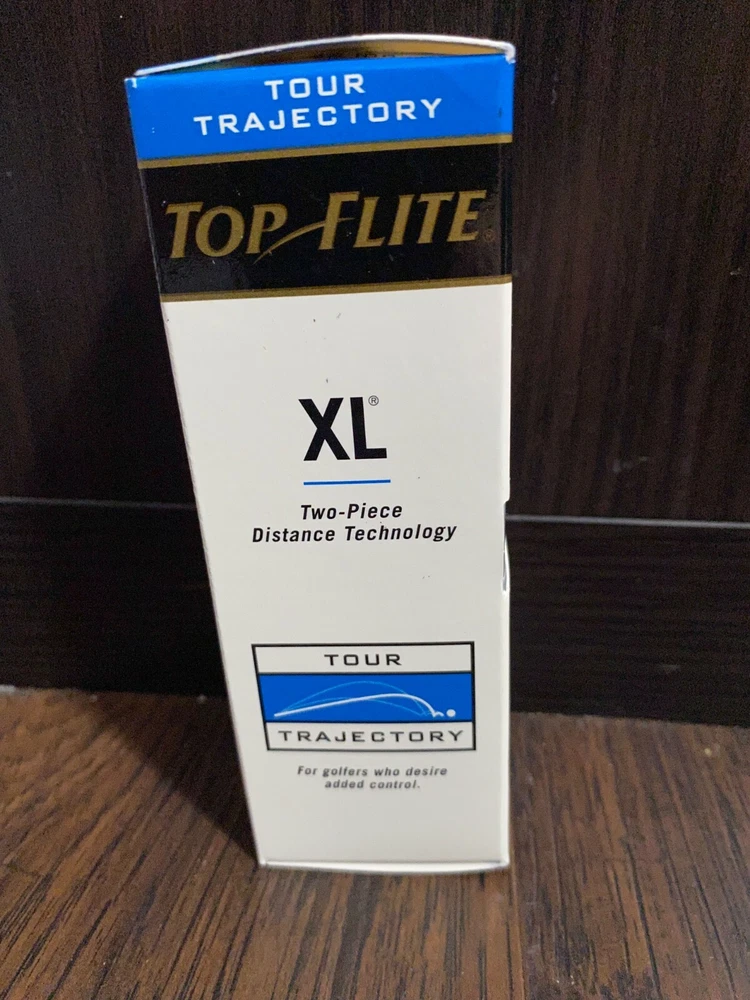 TOUR
TRAJECTORY
TOP FLITE®
XL®
Two-Piece
Distance Technology
TOUR
TRAJECTORY
For golfers who desire
added control.